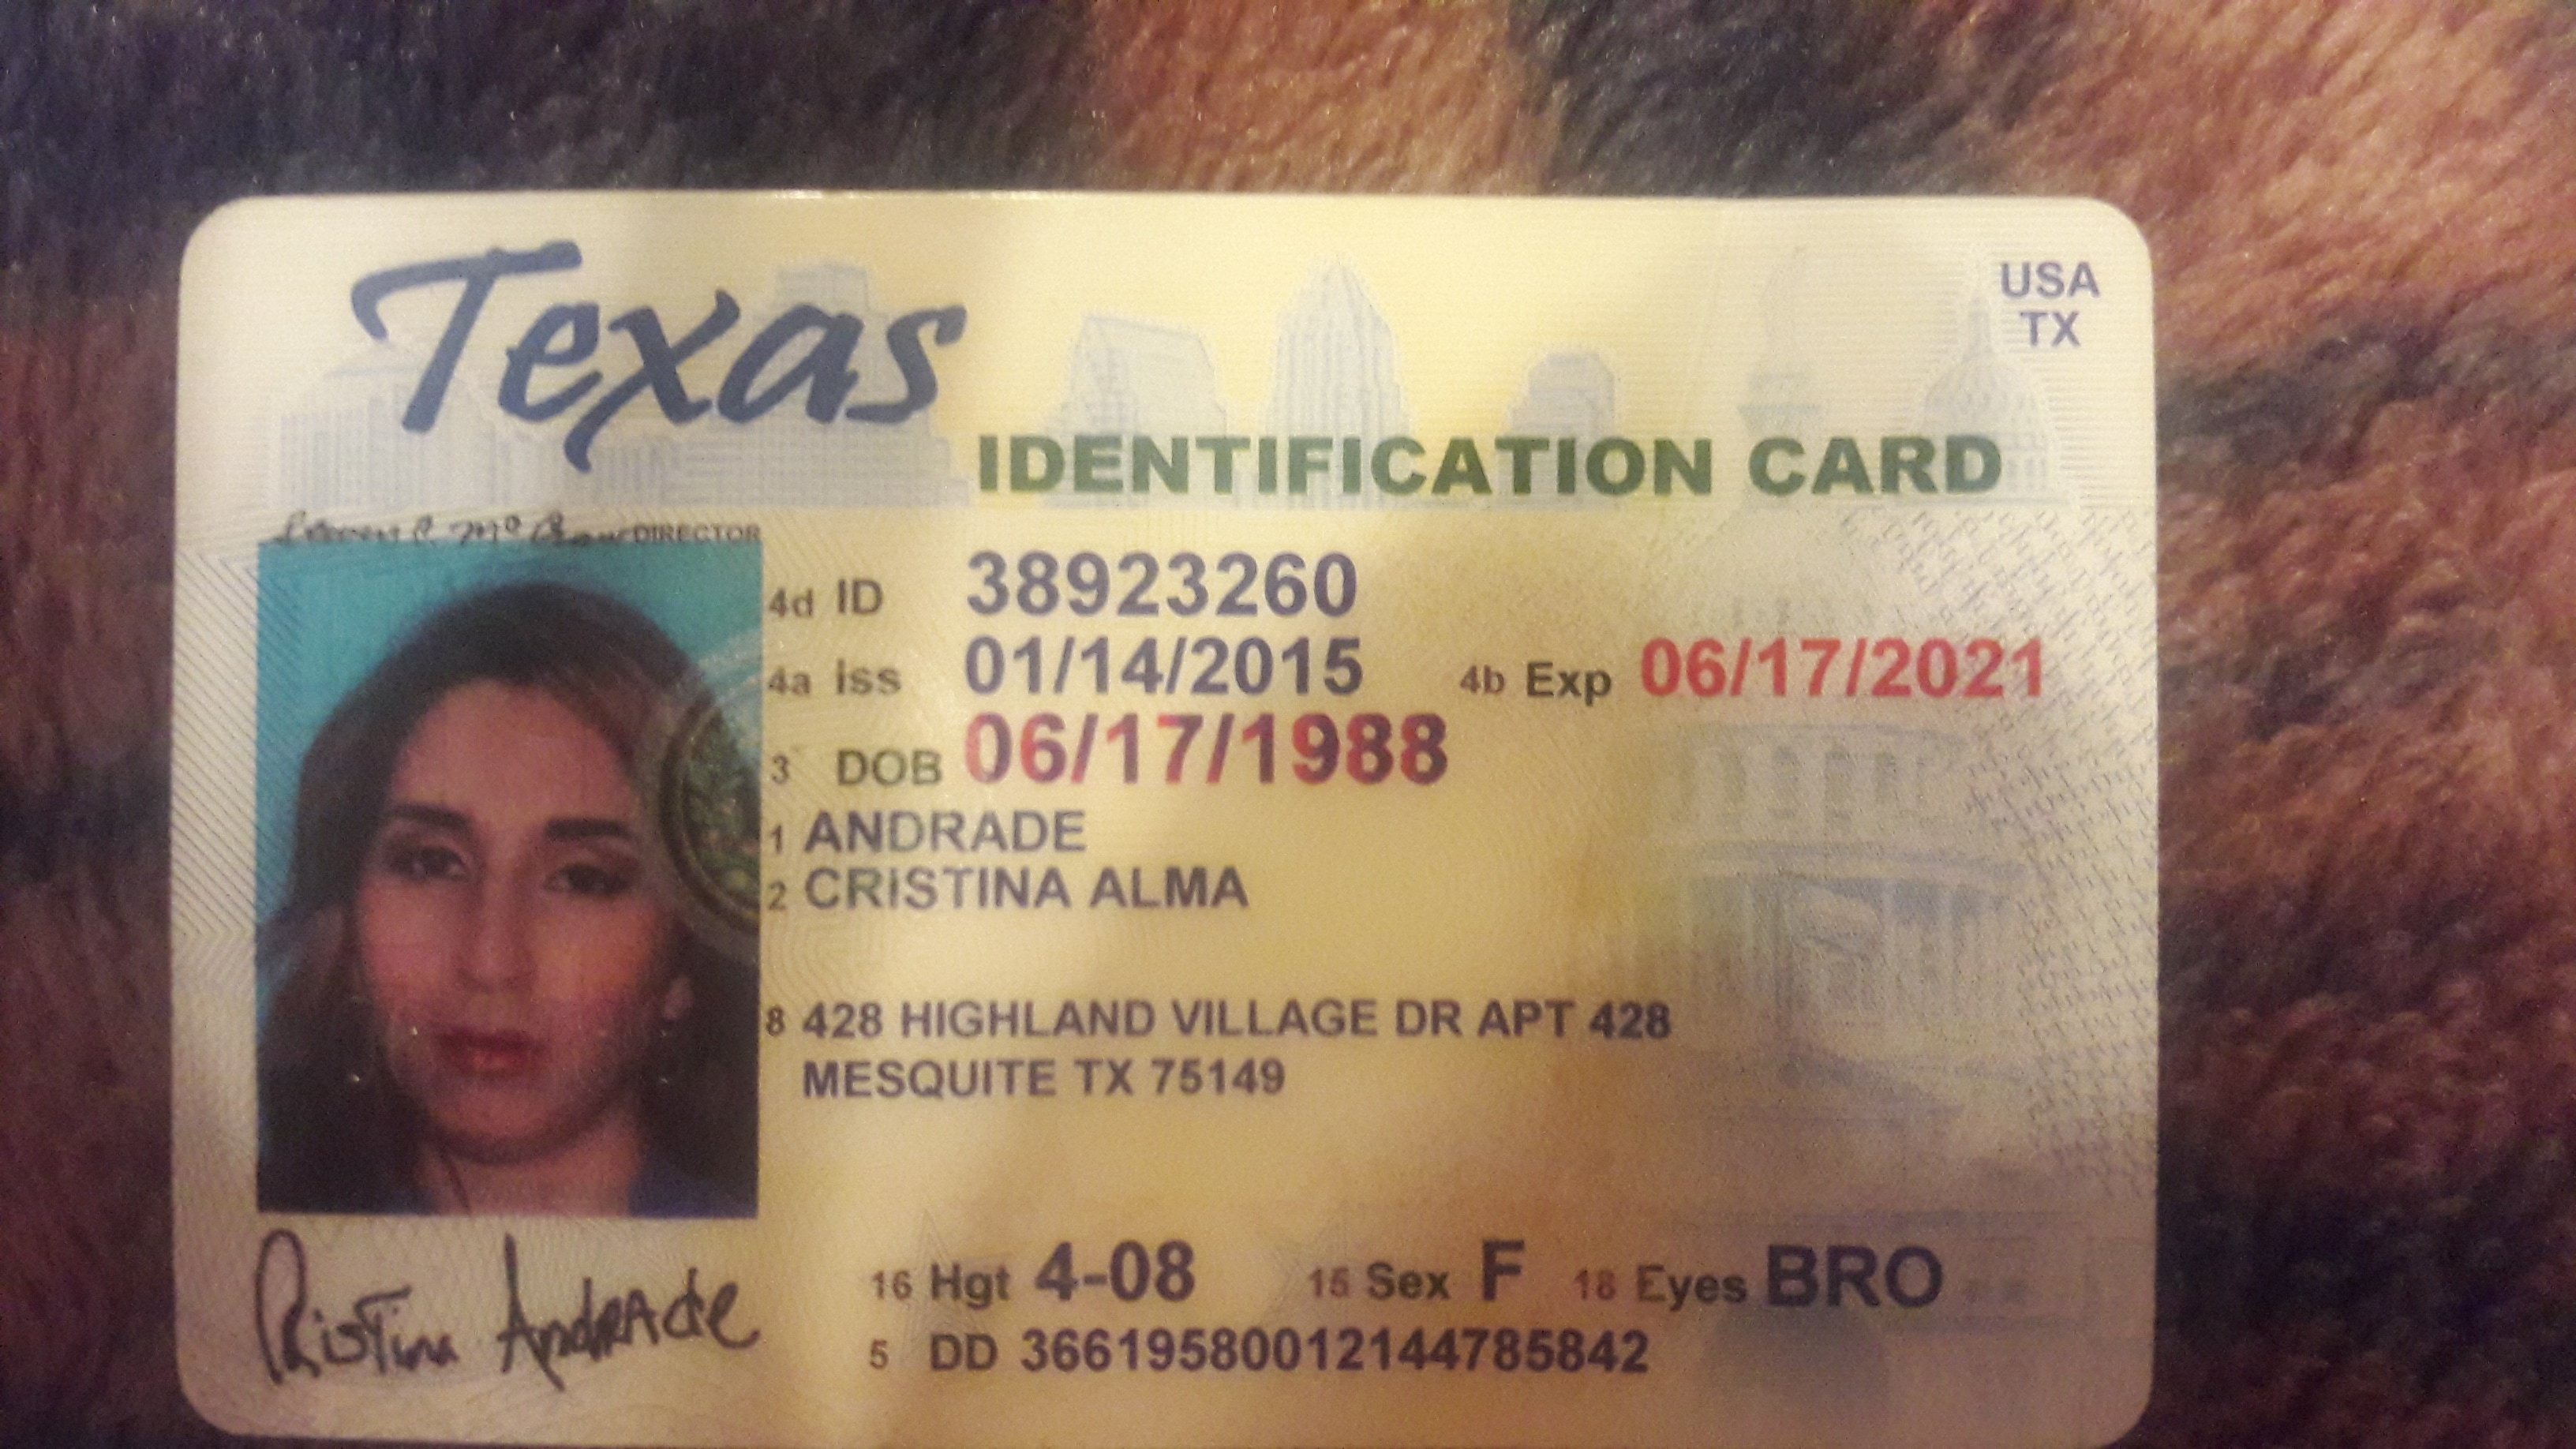 Texas
USA
TX
IDENTIFICATION CARD
DIRECTOR
4d ID 38923260
4a Iss 01/14/2015 4b Exp 06/17/2021
3 DOB 06/17/1988
1 ANDRADE
2 CRISTINA ALMA
8 428 HIGHLAND VILLAGE DR APT 428
MESQUITE TX 75149
16 Hgt 4-08 15 Sex F 18 Eyes BRO
5 DD 36619580012144785842
Cristina Andrade